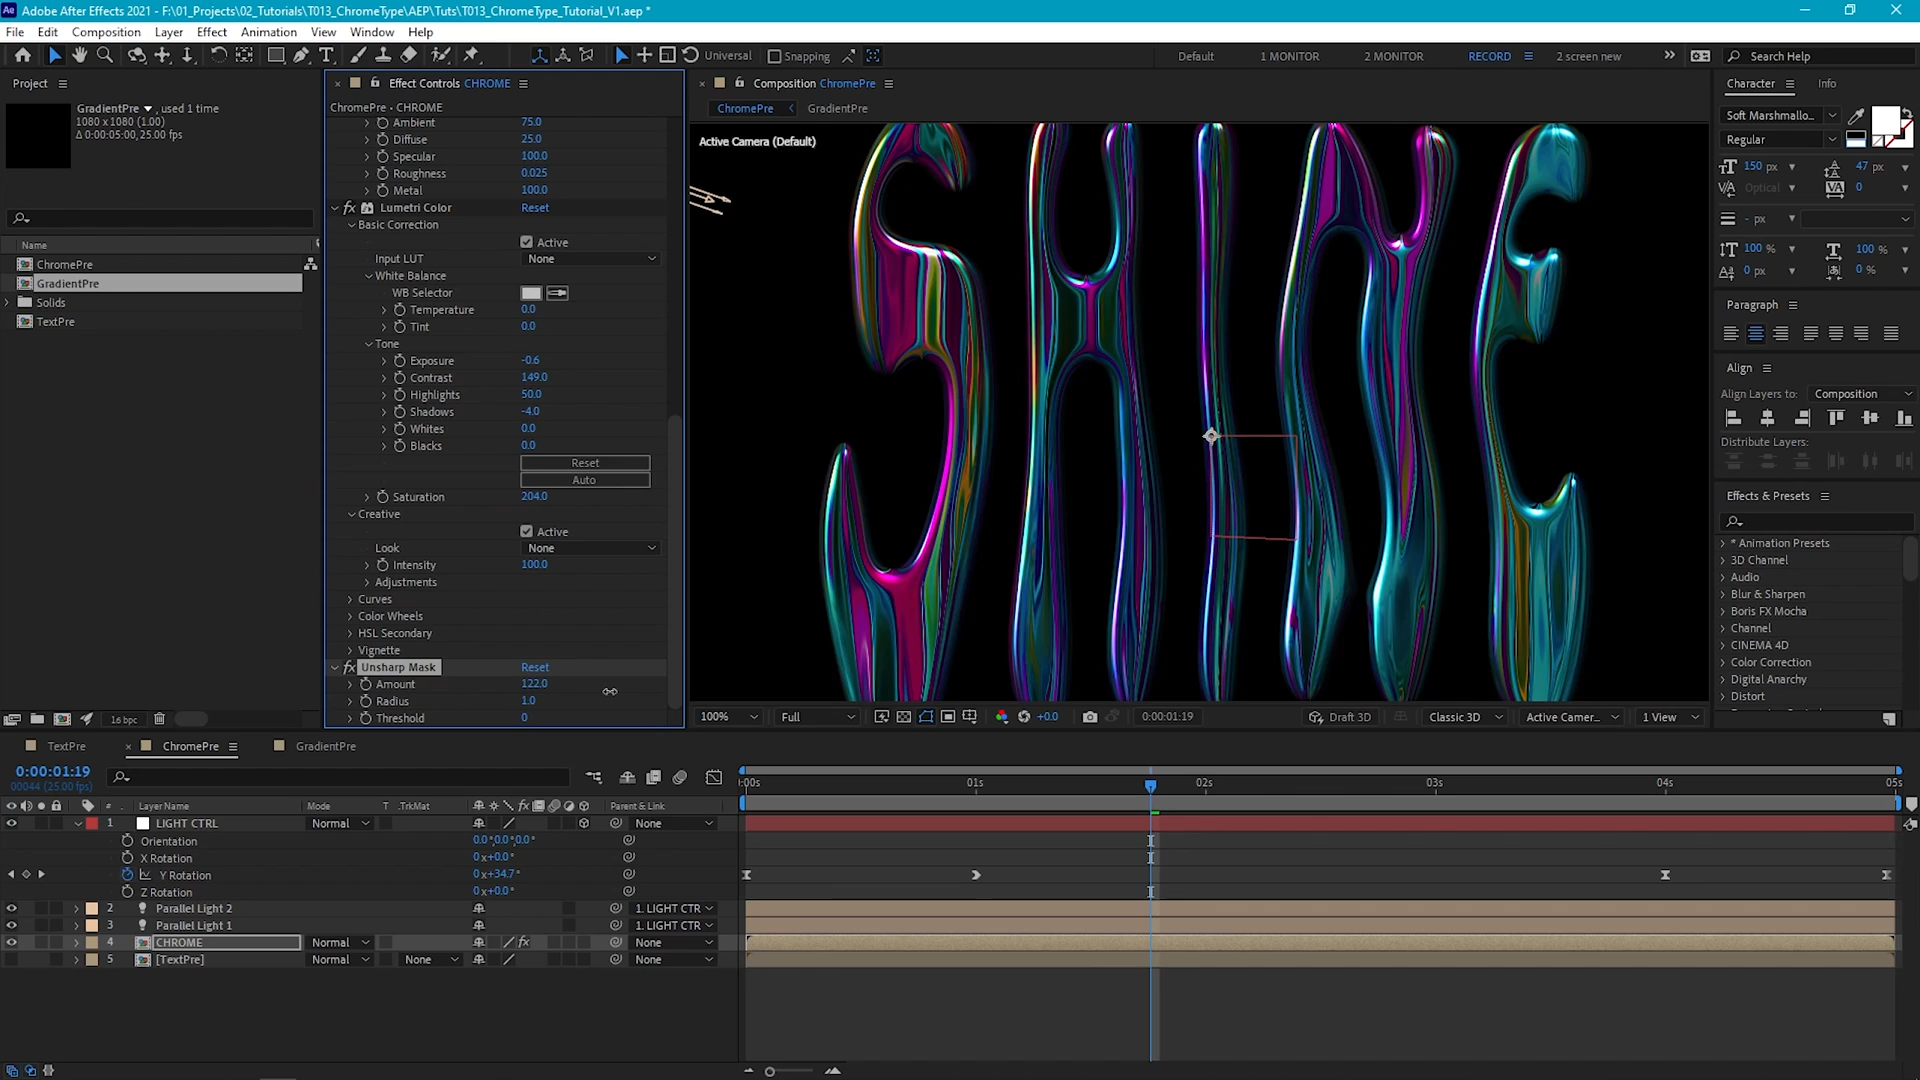 Adobe After Effects 2021 - F:\01_Projects\02_Tutorials\T013_ChromeType\AEP\Tuts\T013_ChromeType_Tutorial_V1.aep *
File Edit Composition Layer Effect Animation View Window Help
Universal Snapping Default 1 MONITOR 2 MONITOR RECORD 2 screen new Search Help
Project
GradientPre , used 1 time
1080 x 1080 (1.00)
Δ 0:00:05:00, 25.00 fps
Name
ChromePre
GradientPre
Solids
TextPre
16 bpc
Effect Controls CHROME
ChromePre • CHROME
Ambient 75.0
Diffuse 25.0
Specular 100.0
Roughness 0.025
Metal 100.0
fx Lumetri Color Reset
Basic Correction
Active
Input LUT None
White Balance
WB Selector
Temperature 0.0
Tint 0.0
Tone
Exposure -0.6
Contrast 149.0
Highlights 50.0
Shadows -4.0
Whites 0.0
Blacks 0.0
Reset
Auto
Saturation 204.0
Creative
Active
Look None
Intensity 100.0
Adjustments
Curves
Color Wheels
HSL Secondary
Vignette
fx Unsharp Mask Reset
Amount 122.0
Radius 1.0
Threshold 0
Composition ChromePre
ChromePre GradientPre
Active Camera (Default)
SHINE
100% Full +0.0 0:00:01:19 Draft 3D Classic 3D Active Camer... 1 View
Character Info
Soft Marshmallo...
Regular
150 px 47 px
Optical 0
- px
100 % 100 %
0 px 0 %
Paragraph
Align
Align Layers to: Composition
Distribute Layers:
Effects & Presets
* Animation Presets
3D Channel
Audio
Blur & Sharpen
Boris FX Mocha
Channel
CINEMA 4D
Color Correction
Digital Anarchy
Distort
TextPre ChromePre GradientPre
0:00:01:19
00044 (25.00 fps)
:00s 01s 02s 03s 04s 05s
# Layer Name Mode T .TrkMat Parent & Link
1 LIGHT CTRL Normal None
Orientation 0.0°,0.0°,0.0°
X Rotation 0x+0.0°
Y Rotation 0x+34.7°
Z Rotation 0x+0.0°
2 Parallel Light 2 1. LIGHT CTR
3 Parallel Light 1 1. LIGHT CTR
4 CHROME Normal fx None
5 [TextPre] Normal None None